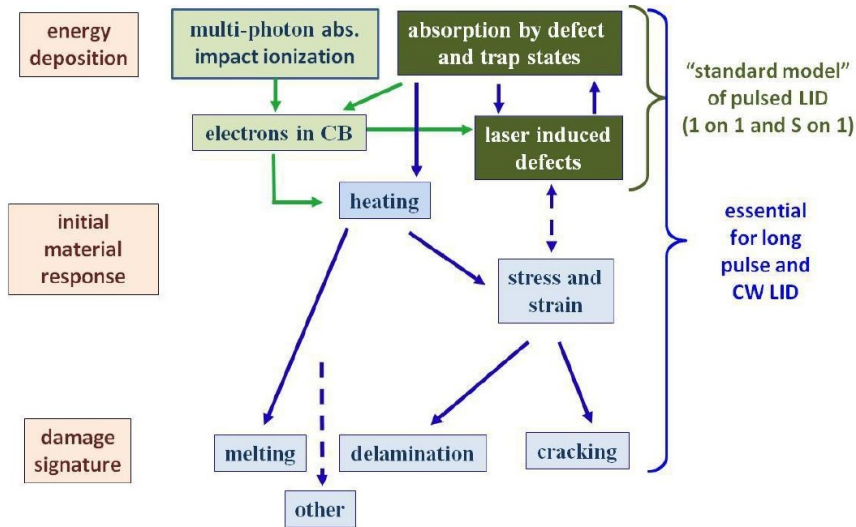 energy
deposition
multi-photon abs.
impact ionization
absorption by defect
and trap states
"standard model"
of pulsed LID
(1 on 1 and S on 1)
electrons in CB
laser induced
defects
initial
material
response
heating
essential
for long
pulse and
CW LID
stress and
strain
damage
signature
melting
delamination
cracking
other